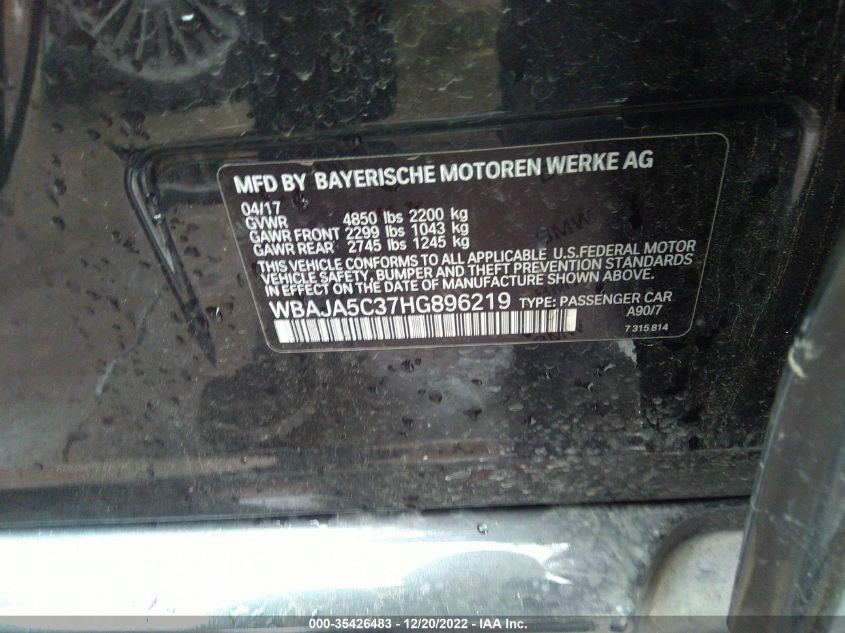 MFD BY BAYERISCHE MOTOREN WERKE AG
04/17
GVWR 4850 lbs 2200 kg
GAWR FRONT 2299 lbs 1043 kg
GAWR REAR 2745 lbs 1245 kg
THIS VEHICLE CONFORMS TO ALL APPLICABLE U.S.FEDERAL MOTOR
VEHICLE SAFETY, BUMPER AND THEFT PREVENTION STANDARDS
IN EFFECT ON THE DATE OF MANUFACTURE SHOWN ABOVE.
WBAJA5C37HG896219 TYPE: PASSENGER CAR
A90/7
7 315 814
000-35426483 - 12/20/2022 - IAA Inc.